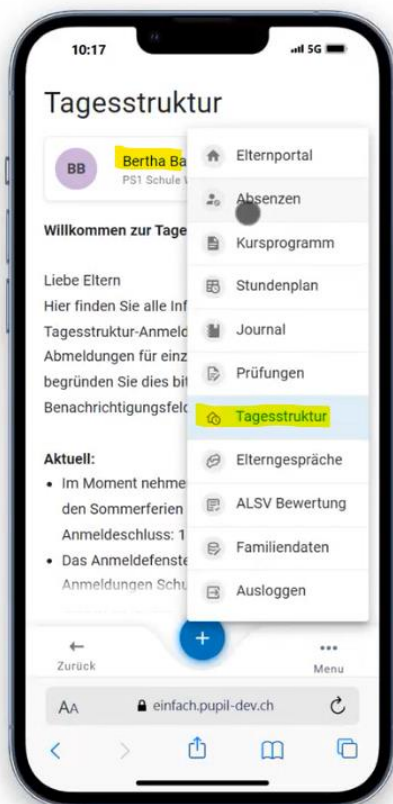 10:17
5G
Tagesstruktur
BB
Bertha Ba
PS1 Schule
Willkommen zur Tage
Liebe Eltern
Hier finden Sie alle Inf
Tagesstruktur-Anmeld
Abmeldungen für einz
begründen Sie dies bit
Benachrichtigungsfeld
Aktuell:
• Im Moment nehme
den Sommerferien
Anmeldeschluss: 1
• Das Anmeldefenste
Anmeldungen Schu
Elternportal
Absenzen
Kursprogramm
Stundenplan
Journal
Prüfungen
Tagesstruktur
Elterngespräche
ALSV Bewertung
Familiendaten
Ausloggen
Zurück
Menu
AA
einfach.pupil-dev.ch